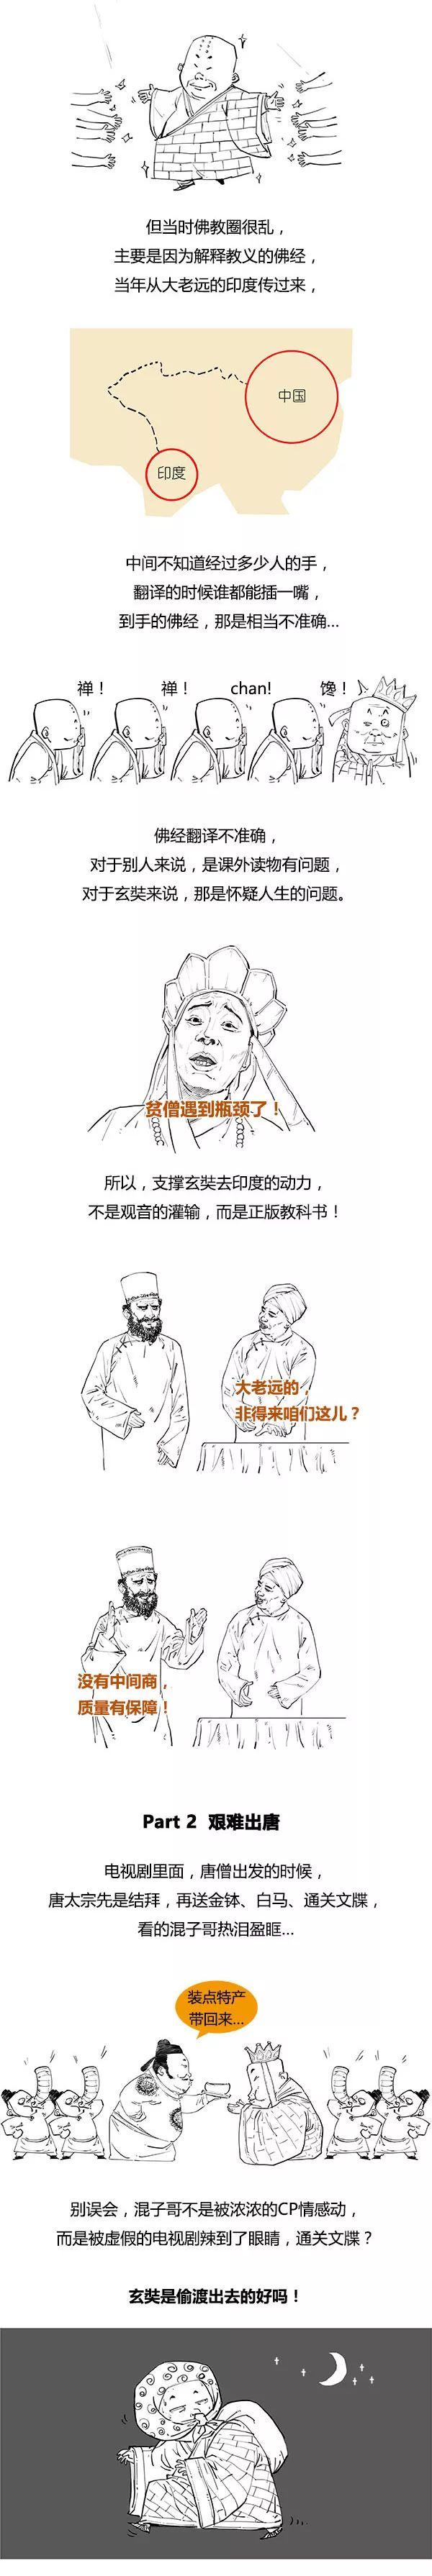 但当时佛教圈很乱，
主要是因为解释教义的佛经，
当年从大老远的印度传过来，
中国
印度
中间不知道经过多少人的手，
翻译的时候谁都能插一嘴，
到手的佛经，那是相当不准确...
禅！ 禅！ chan! 馋！
佛经翻译不准确，
对于别人来说，是课外读物有问题，
对于玄奘来说，那是怀疑人生的问题。
贫僧遇到瓶颈了！
所以，支撑玄奘去印度的动力，
不是观音的灌输，而是正版教科书！
大老远的，
非得来咱们这儿？
没有中间商，
质量有保障！
Part 2 艰难出唐
电视剧里面，唐僧出发的时候，
唐太宗先是结拜，再送金钵、白马、通关文牒，
看的混子哥热泪盈眶...
装点特产
带回来...
别误会，混子哥不是被浓浓的CP情感动，
而是被虚假的电视剧辣到了眼睛，通关文牒？
玄奘是偷渡出去的好吗！